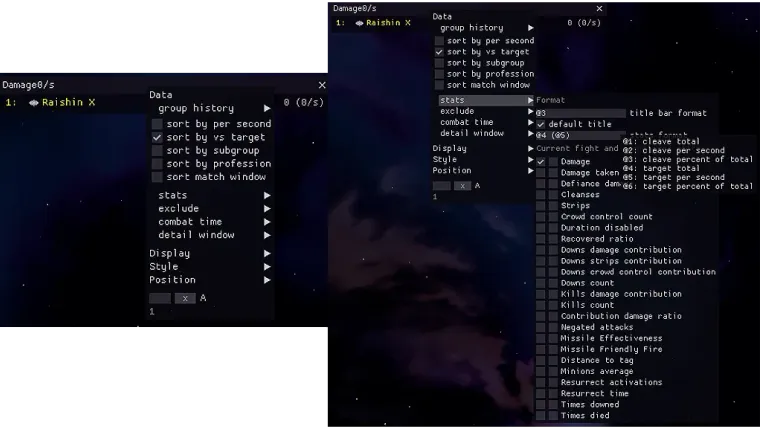 Damage0/s X
1: Raishin X 0 (0/s)
Data
group history
sort by per second
sort by vs target
sort by subgroup
sort by profession
sort match window
stats
exclude
combat time
detail window
Display
Style
Position
x A
1
Damage0/s X
1: Raishin X 0 (0/s)
Data
group history
sort by per second
sort by vs target
sort by subgroup
sort by profession
sort match window
stats
exclude
combat time
detail window
Display
Style
Position
x A
1
Format
@3 title bar format
default title
@4 (@5)
@1: cleave total
@2: cleave per second
@3: cleave percent of total
@4: target total
@5: target per second
@6: target percent of total
Current fight and
Damage
Damage taken
Defiance
Cleanses
Strips
Crowd control count
Duration disabled
Recovered ratio
Downs damage contribution
Downs strips contribution
Downs crowd control contribution
Downs count
Kills damage contribution
Kills count
Contribution damage ratio
Negated attacks
Missile Effectiveness
Missile Friendly Fire
Distance to tag
Minions average
Resurrect activations
Resurrect time
Times downed
Times died